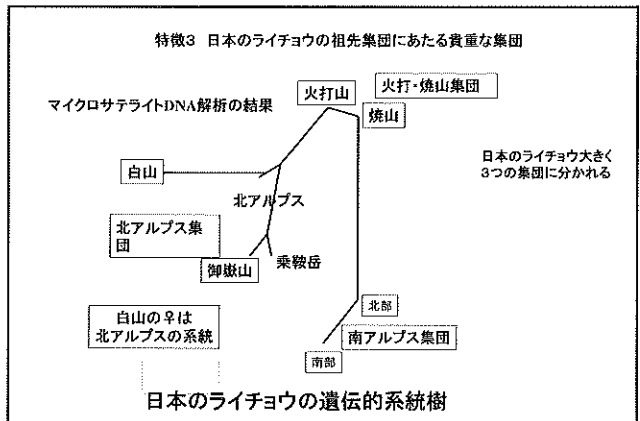 特徴3 日本のライチョウの祖先集団にあたる貴重な集団
火打山
火打・焼山集団
マイクロサテライトDNA解析の結果
焼山
日本のライチョウ大きく
3つの集団に分かれる
白山
北アルプス
北アルプス集
団
御嶽山
乗鞍岳
北部
白山の♀は
北アルプスの系統
南アルプス集団
南部
日本のライチョウの遺伝的系統樹